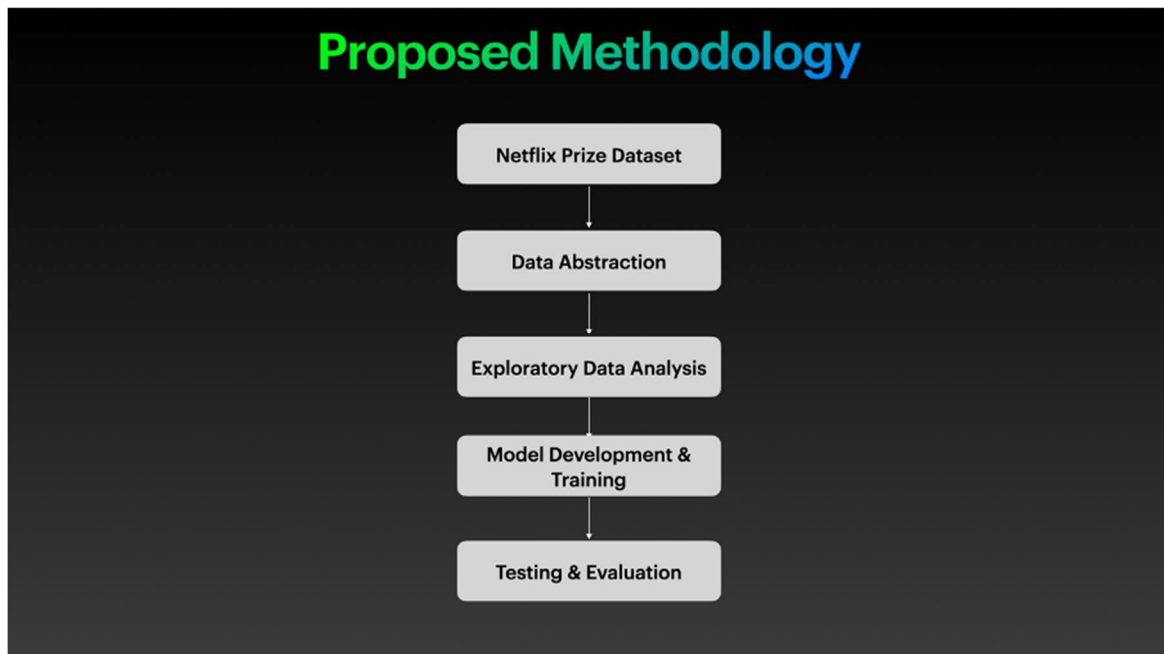 Proposed Methodology
Netflix Prize Dataset
Data Abstraction
Exploratory Data Analysis
Model Development &
Training
Testing & Evaluation